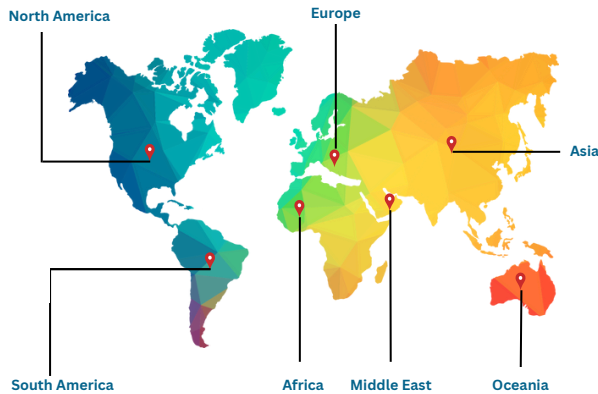 Europe
North America
Asia
South America
Africa
Middle East
Oceania